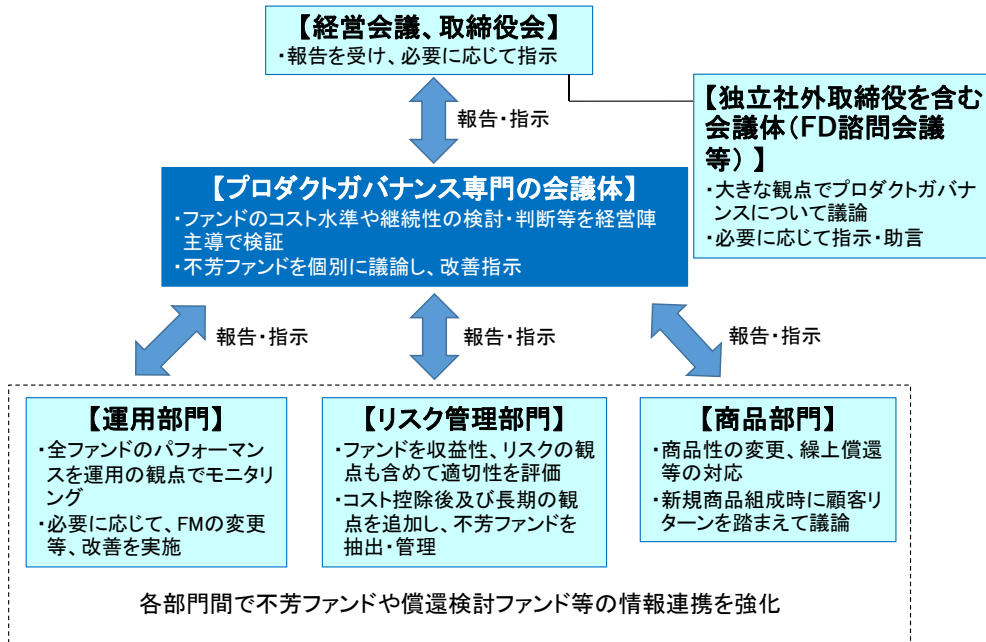 【経営会議、取締役会】
・報告を受け、必要に応じて指示
報告・指示
【独立社外取締役を含む
会議体(FD諮問会議
等)】
・大きな観点でプロダクトガバナ
ンスについて議論
・必要に応じて指示・助言
【プロダクトガバナンス専門の会議体】
・ファンドのコスト水準や継続性の検討・判断等を経営陣
主導で検証
・不芳ファンドを個別に議論し、改善指示
報告・指示
報告・指示
報告・指示
【運用部門】
・全ファンドのパフォーマン
スを運用の観点でモニタリ
ング
・必要に応じて、FMの変更
等、改善を実施
【リスク管理部門】
・ファンドを収益性、リスクの観
点も含めて適切性を評価
・コスト控除後及び長期の観
点を追加し、不芳ファンドを
抽出・管理
【商品部門】
・商品性の変更、繰上償還
等の対応
・新規商品組成時に顧客リ
ターンを踏まえて議論
各部門間で不芳ファンドや償還検討ファンド等の情報連携を強化